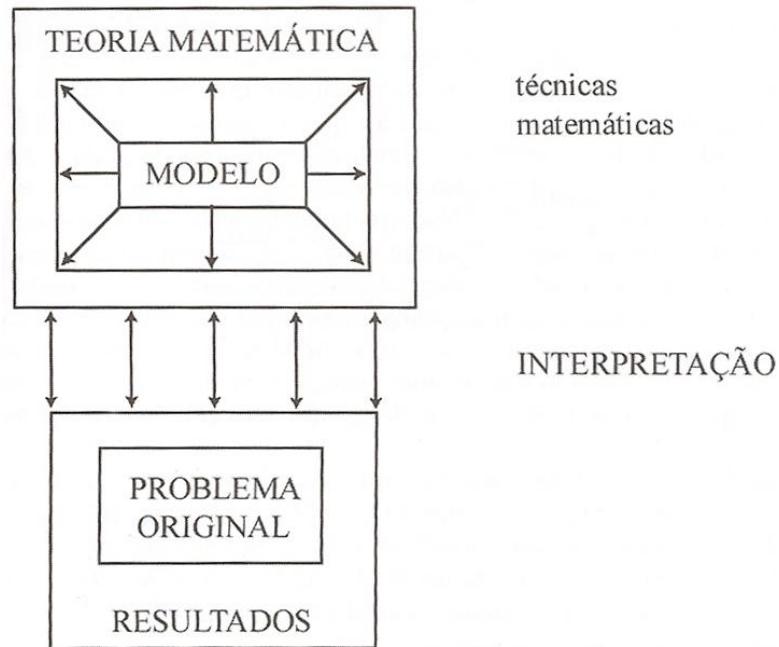 TEORIA MATEMÁTICA
técnicas
matemáticas
MODELO
INTERPRETAÇÃO
PROBLEMA
ORIGINAL
RESULTADOS